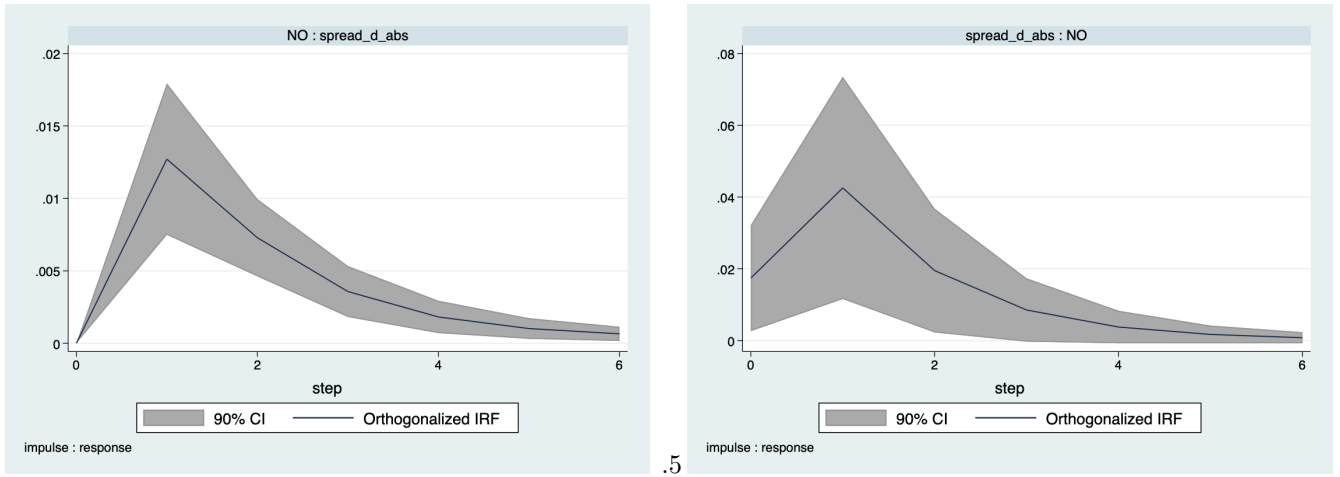 NO : spread_d_abs
.02
.015
.01
.005
0
0 2 4 6
step
90% CI Orthogonalized IRF
impulse : response
.5
spread_d_abs : NO
.08
.06
.04
.02
0
0 2 4 6
step
90% CI Orthogonalized IRF
impulse : response